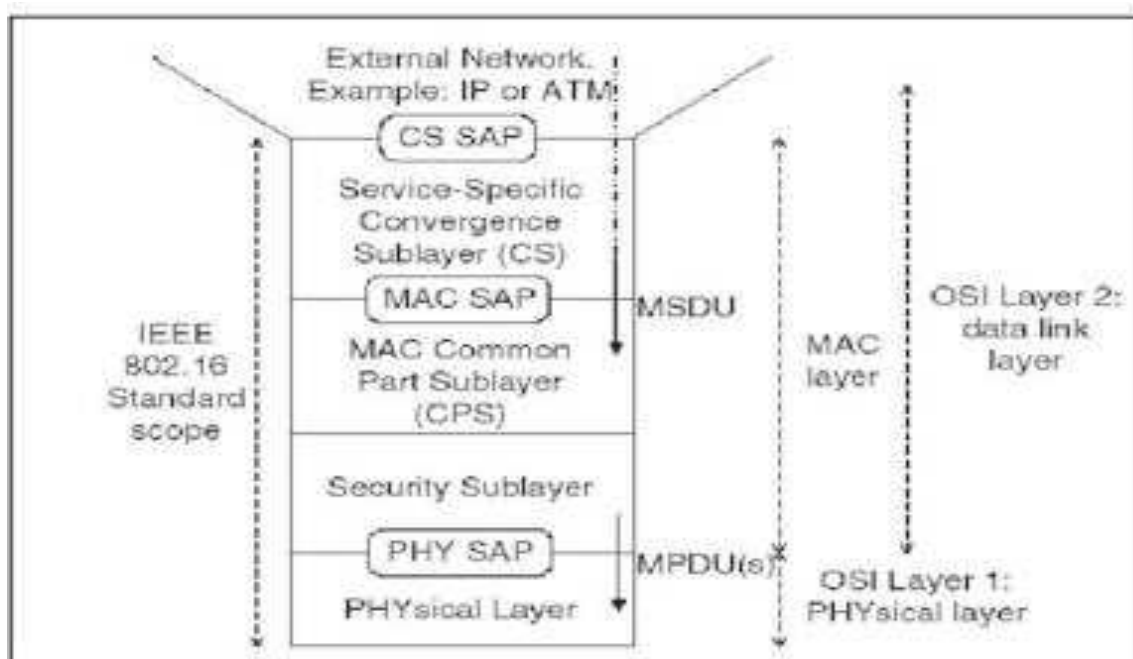 External Network.
Example: IP or ATM
CS SAP
Service-Specific
Convergence
Sublayer (CS)
MAC SAP
MSDU
MAC Common
Part Sublayer
(CPS)
Security Sublayer
PHY SAP
MPDU(s)
PHYsical Layer
IEEE
802.16
Standard
scope
MAC
layer
OSI Layer 2:
data link
layer
OSI Layer 1:
PHYsical layer